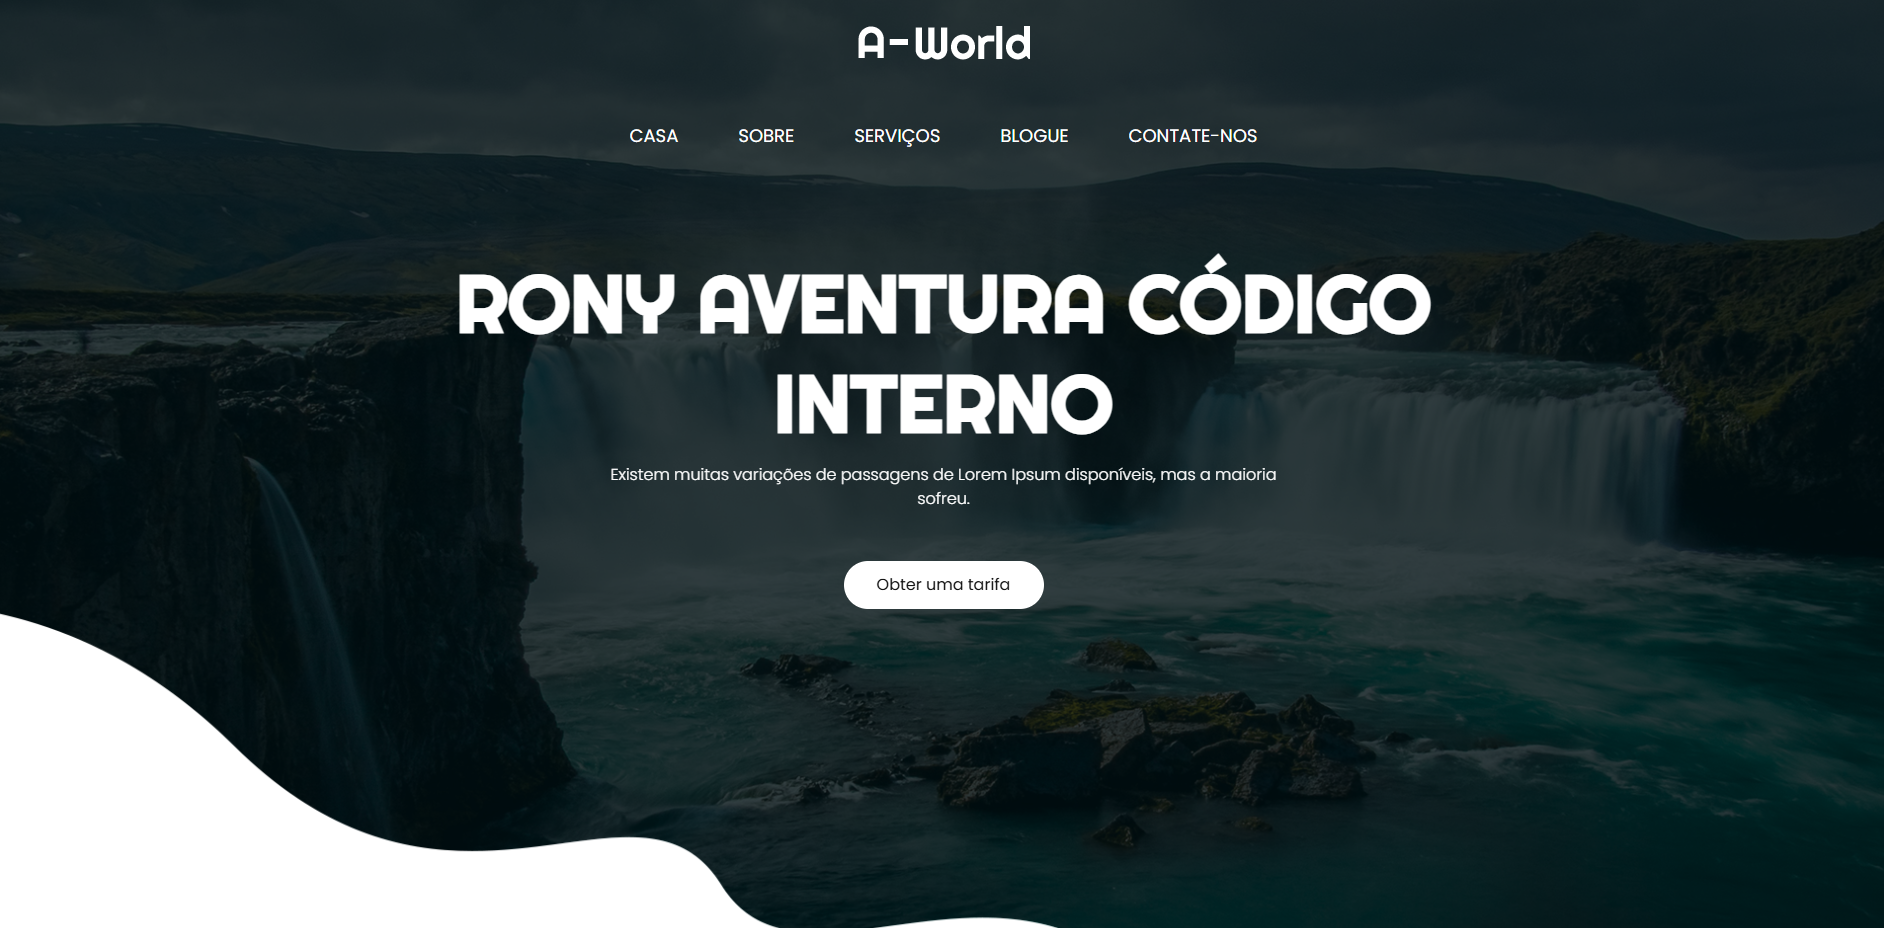 A-World
CASA SOBRE SERVIÇOS BLOGUE CONTATE-NOS
RONY AVENTURA CÓDIGO
INTERNO
Existem muitas variações de passagens de Lorem Ipsum disponíveis, mas a maioria
sofreu.
Obter uma tarifa